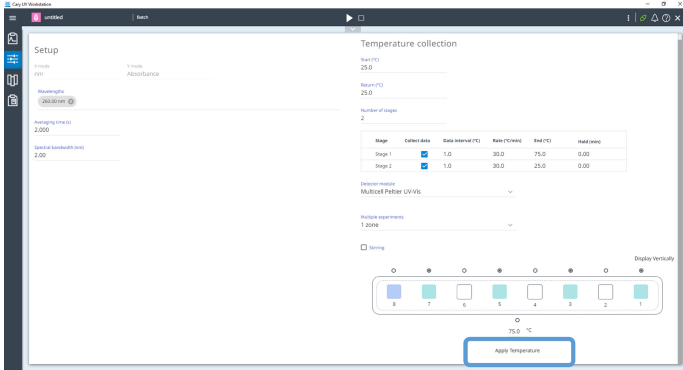 Cary UV Workstation
untitled
Batch
Setup
X mode
nm
Y mode
Absorbance
Wavelengths
260.00 nm
Averaging time (s)
2.000
Spectral bandwidth (nm)
2.00
Temperature collection
Start (°C)
25.0
Return (°C)
25.0
Number of stages
2
Stage Collect data Data interval (°C) Rate (°C/min) End (°C) Hold (min)
Stage 1 1.0 30.0 75.0 0.00
Stage 2 1.0 30.0 25.0 0.00
Detector module
Multicell Peltier UV-Vis
Multiple experiments
1 zone
Stirring
Display Vertically
8 7 6 5 4 3 2 1
75.0 °C
Apply Temperature